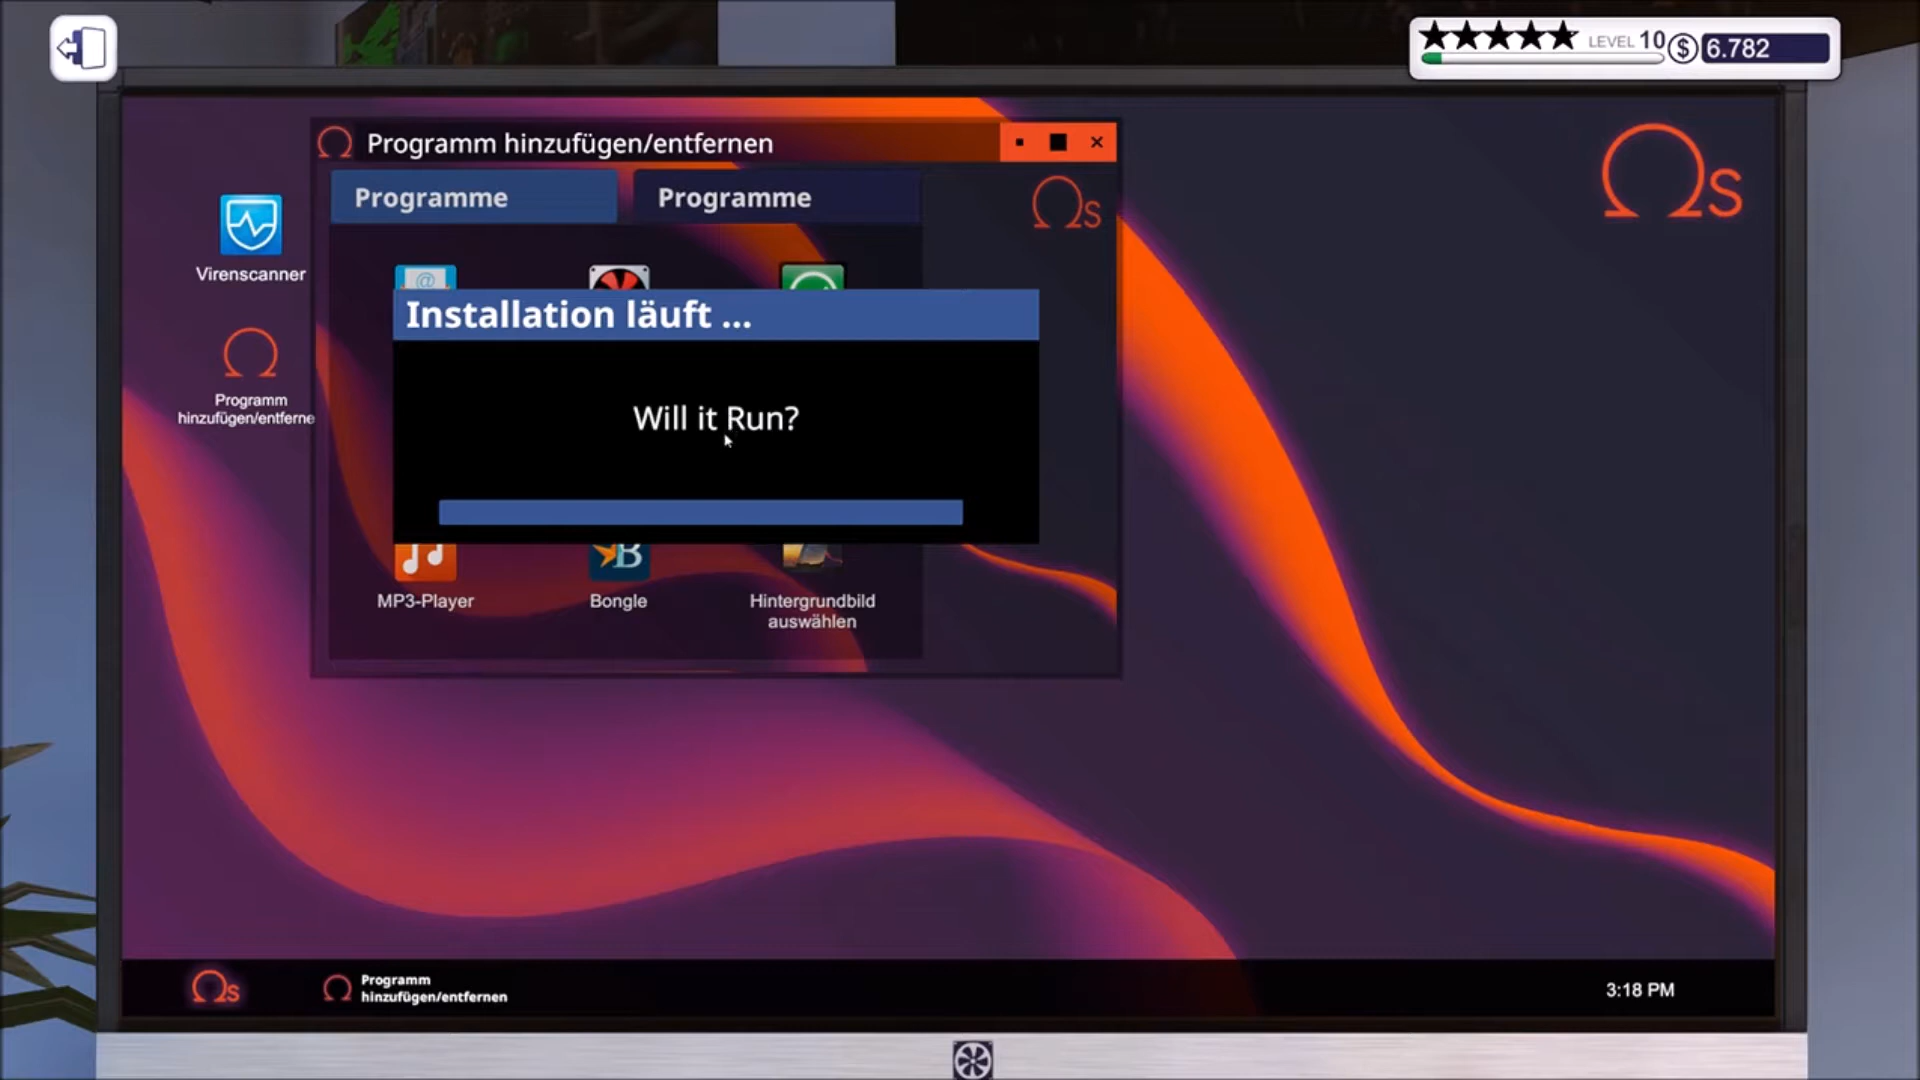 LEVEL 10
6.782
Programm hinzufügen/entfernen
Programme
Programme
Ωs
Ωs
Virenscanner
Programm
hinzufügen/entferne
Installation läuft ...
Will it Run?
MP3-Player
Bongle
Hintergrundbild
auswählen
Ωs
Programm
hinzufügen/entfernen
3:18 PM